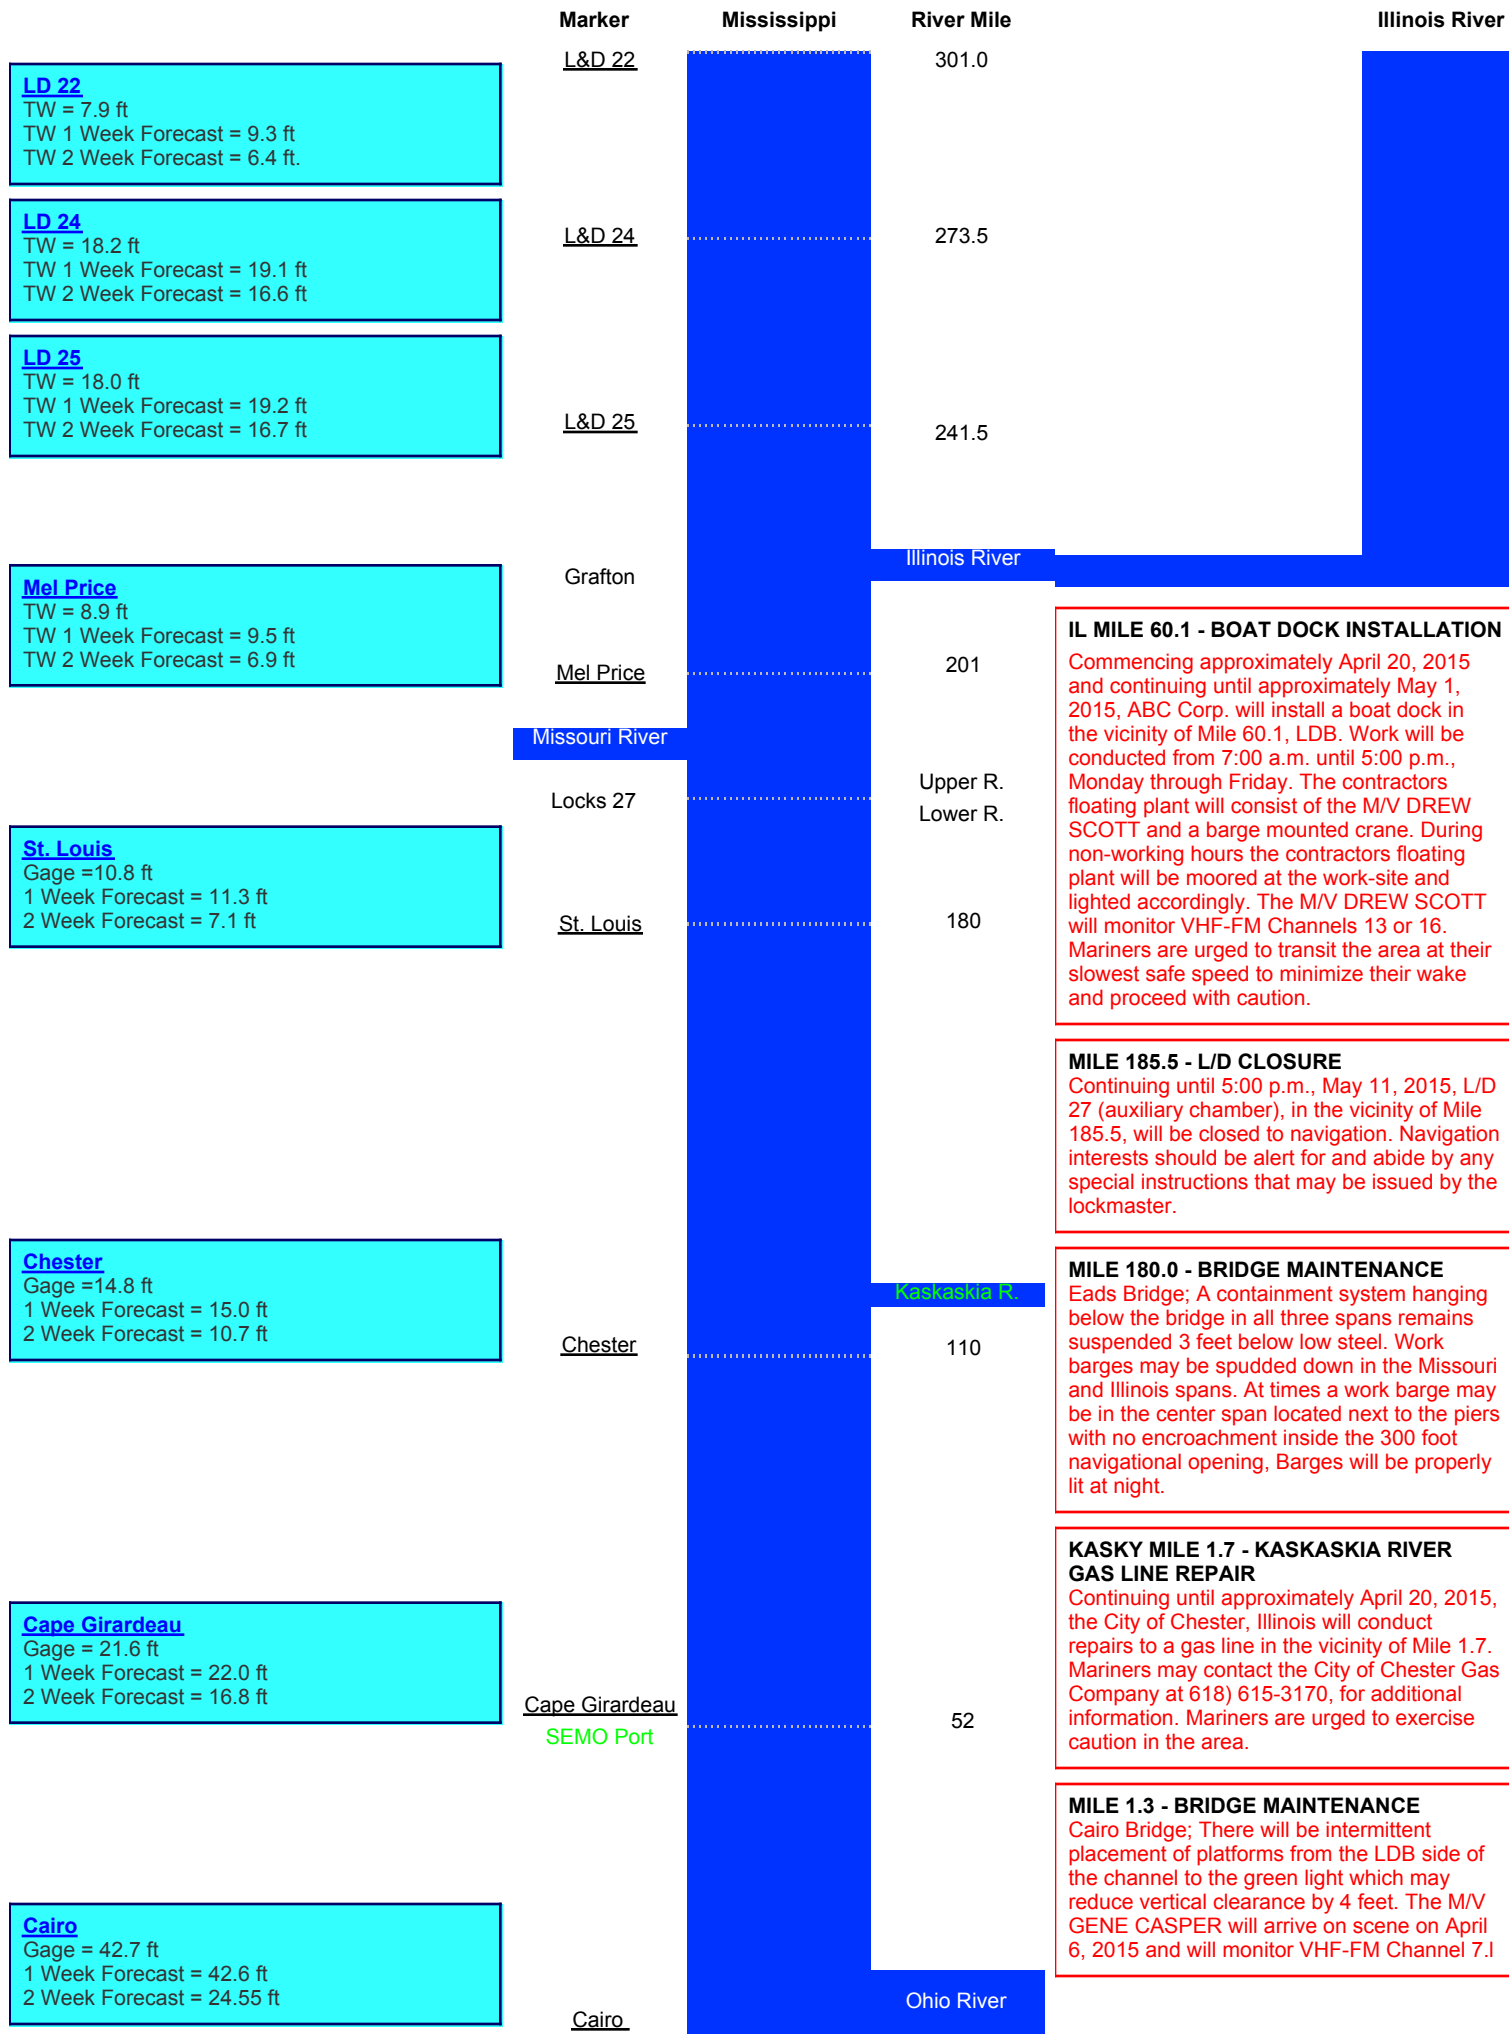 Marker Mississippi River Mile Illinois River
L&D 22 301.0
LD 22
TW = 7.9 ft
TW 1 Week Forecast = 9.3 ft
TW 2 Week Forecast = 6.4 ft.
LD 24
TW = 18.2 ft
TW 1 Week Forecast = 19.1 ft
TW 2 Week Forecast = 16.6 ft
L&D 24 273.5
LD 25
TW = 18.0 ft
TW 1 Week Forecast = 19.2 ft
TW 2 Week Forecast = 16.7 ft
L&D 25 241.5
Illinois River
Grafton
Mel Price
TW = 8.9 ft
TW 1 Week Forecast = 9.5 ft
TW 2 Week Forecast = 6.9 ft
Mel Price 201
Missouri River
Locks 27
Upper R.
Lower R.
St. Louis
Gage =10.8 ft
1 Week Forecast = 11.3 ft
2 Week Forecast = 7.1 ft
St. Louis 180
Chester
Gage =14.8 ft
1 Week Forecast = 15.0 ft
2 Week Forecast = 10.7 ft
Kaskaskia R.
Chester 110
Cape Girardeau
Gage = 21.6 ft
1 Week Forecast = 22.0 ft
2 Week Forecast = 16.8 ft
Cape Girardeau
SEMO Port
52
Cairo
Gage = 42.7 ft
1 Week Forecast = 42.6 ft
2 Week Forecast = 24.55 ft
Ohio River
Cairo
IL MILE 60.1 - BOAT DOCK INSTALLATION
Commencing approximately April 20, 2015
and continuing until approximately May 1,
2015, ABC Corp. will install a boat dock in
the vicinity of Mile 60.1, LDB. Work will be
conducted from 7:00 a.m. until 5:00 p.m.,
Monday through Friday. The contractors
floating plant will consist of the M/V DREW
SCOTT and a barge mounted crane. During
non-working hours the contractors floating
plant will be moored at the work-site and
lighted accordingly. The M/V DREW SCOTT
will monitor VHF-FM Channels 13 or 16.
Mariners are urged to transit the area at their
slowest safe speed to minimize their wake
and proceed with caution.
MILE 185.5 - L/D CLOSURE
Continuing until 5:00 p.m., May 11, 2015, L/D
27 (auxiliary chamber), in the vicinity of Mile
185.5, will be closed to navigation. Navigation
interests should be alert for and abide by any
special instructions that may be issued by the
lockmaster.
MILE 180.0 - BRIDGE MAINTENANCE
Eads Bridge; A containment system hanging
below the bridge in all three spans remains
suspended 3 feet below low steel. Work
barges may be spudded down in the Missouri
and Illinois spans. At times a work barge may
be in the center span located next to the piers
with no encroachment inside the 300 foot
navigational opening, Barges will be properly
lit at night.
KASKY MILE 1.7 - KASKASKIA RIVER
GAS LINE REPAIR
Continuing until approximately April 20, 2015,
the City of Chester, Illinois will conduct
repairs to a gas line in the vicinity of Mile 1.7.
Mariners may contact the City of Chester Gas
Company at 618) 615-3170, for additional
information. Mariners are urged to exercise
caution in the area.
MILE 1.3 - BRIDGE MAINTENANCE
Cairo Bridge; There will be intermittent
placement of platforms from the LDB side of
the channel to the green light which may
reduce vertical clearance by 4 feet. The M/V
GENE CASPER will arrive on scene on April
6, 2015 and will monitor VHF-FM Channel 7.l